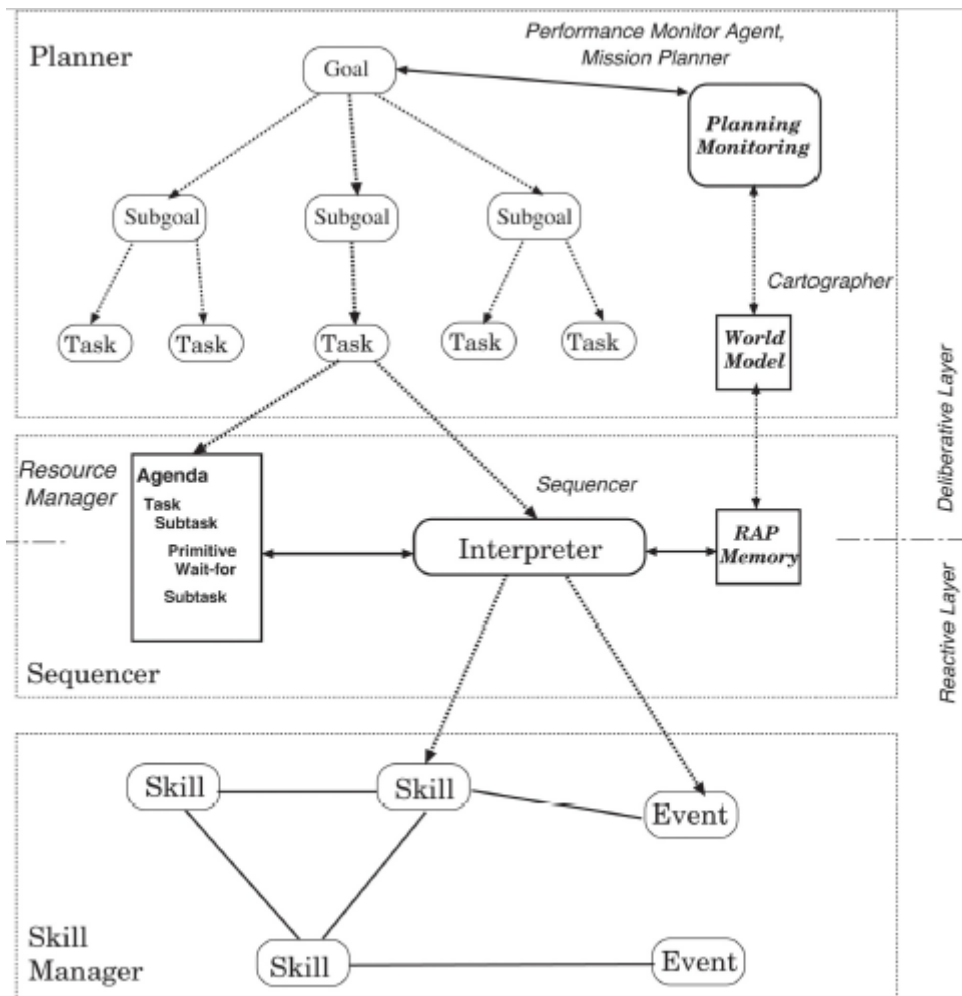 Planner
Performance Monitor Agent,
Mission Planner
Goal
Planning
Monitoring
Subgoal
Subgoal
Subgoal
Cartographer
Task
Task
Task
Task
Task
World
Model
Deliberative Layer
Resource
Manager
Agenda
Task
Subtask
Primitive
Wait-for
Subtask
Sequencer
Interpreter
RAP
Memory
Sequencer
Reactive Layer
Skill
Skill
Event
Skill
Manager
Skill
Event